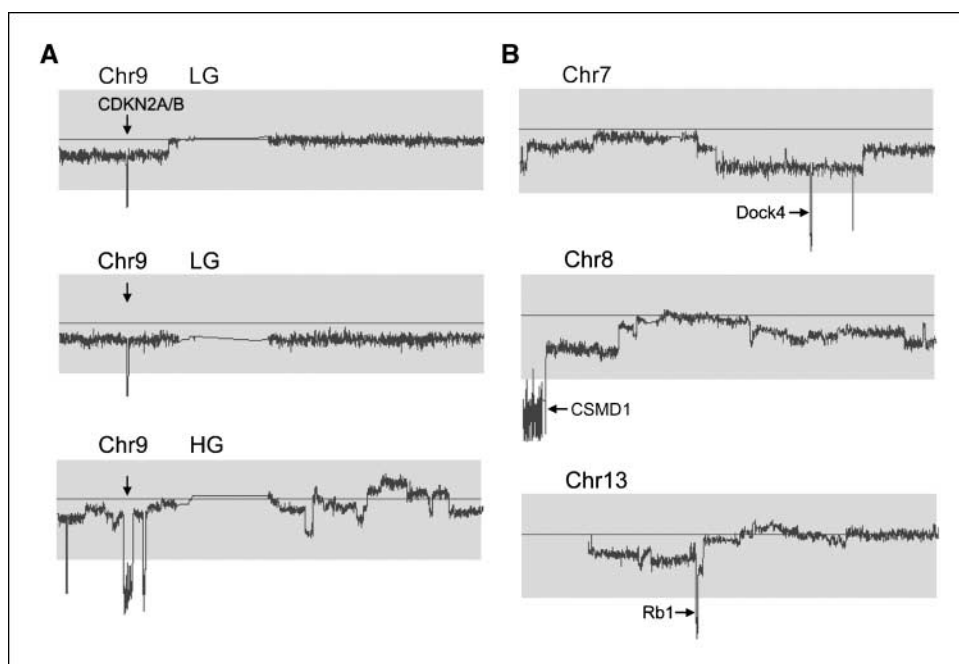 A
Chr9 LG
CDKN2A/B
Chr9 LG
Chr9 HG
B
Chr7
Dock4
Chr8
CSMD1
Chr13
Rb1